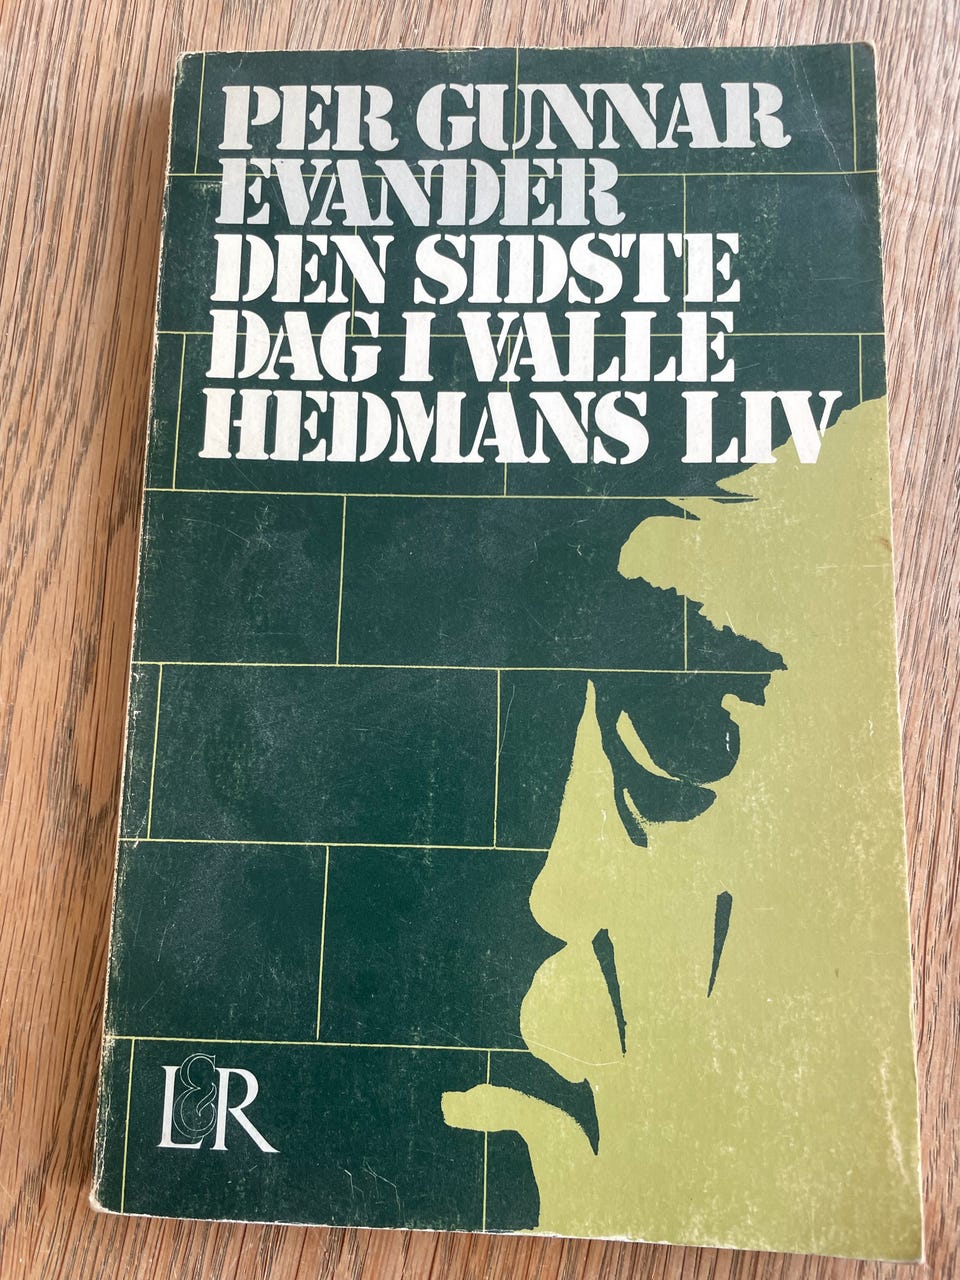 PER GUNNAR
EVANDER
DEN SIDSTE
DAG I VALLE
HEDMANS LIV
L&R